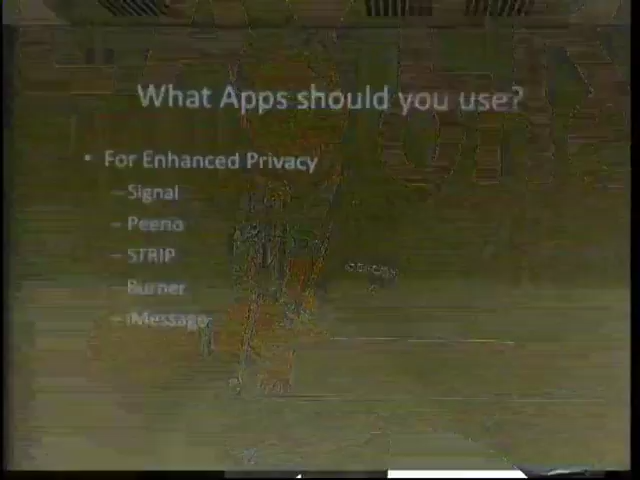 What Apps should you use?
• For Enhanced Privacy
– Signal
– Peerio
– STRIP
– Burner
– iMessage